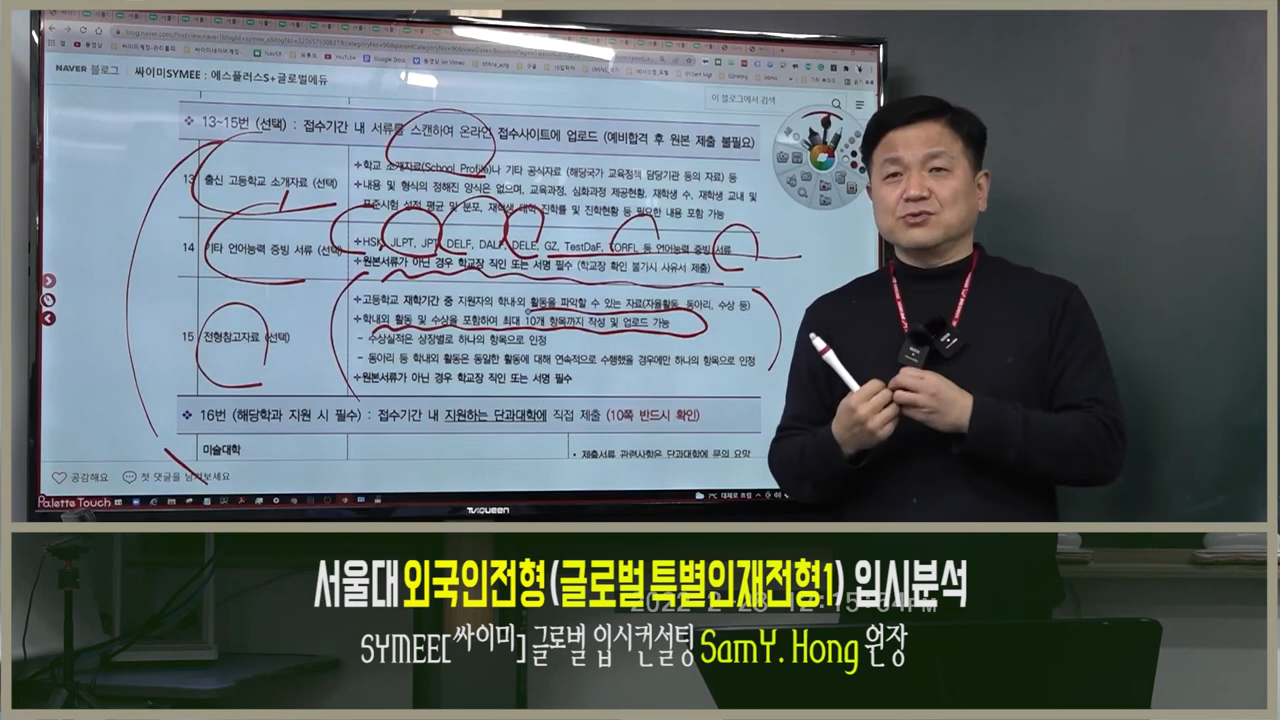 NAVER 블로그
싸이미SYMEE : 에스플러스S+글로벌에듀
이 블로그에서 검색
❖ 13~15번 (선택) : 접수기간 내 서류를 스캔하여 온라인 접수사이트에 업로드 (예비합격 후 원본 제출 불필요)
13 출신 고등학교 소개자료 (선택)
✢학교 소개자료(School Profile)나 기타 공식자료 (해당국가 교육정책 담당기관 등의 자료) 등
✢내용 및 형식의 정해진 양식은 없으며, 교육과정, 심화과정 제공현황, 재학생 수, 재학생 교내 및
표준시험 성적 평균 및 분포, 재학생 대학 진학률 및 진학현황 등 필요한 내용 포함 가능
14 기타 언어능력 증빙 서류 (선택)
✢HSK, JLPT, JPT, DELF, DALF, DELE, GZ, TestDaF, TORFL 등 언어능력 증빙 서류
✢원본서류가 아닌 경우 학교장 직인 또는 서명 필수 (학교장 확인 불가시 사유서 제출)
15 전형참고자료 (선택)
✢고등학교 재학기간 중 지원자의 학내·외 활동을 파악할 수 있는 자료(자율활동, 동아리, 수상 등)
✢학내외 활동 및 수상을 포함하여 최대 10개 항목까지 작성 및 업로드 가능
- 수상실적은 상장별로 하나의 항목으로 인정
- 동아리 등 학내외 활동은 동일한 활동에 대해 연속적으로 수행했을 경우에만 하나의 항목으로 인정
✢원본서류가 아닌 경우 학교장 직인 또는 서명 필수
❖ 16번 (해당학과 지원 시 필수) : 접수기간 내 지원하는 단과대학에 직접 제출 (10쪽 반드시 확인)
미술대학
• 제출서류 관련사항은 단과대학에 문의 요망
공감해요
첫 댓글을 남겨보세요
Palette Touch
7℃ 대체로 흐림
TVQUEEN
서울대 외국인전형 (글로벌 특별인재전형1) 입시분석
SYMEE[싸이미] 글로벌 입시컨설팅 Sam Y. Hong 원장